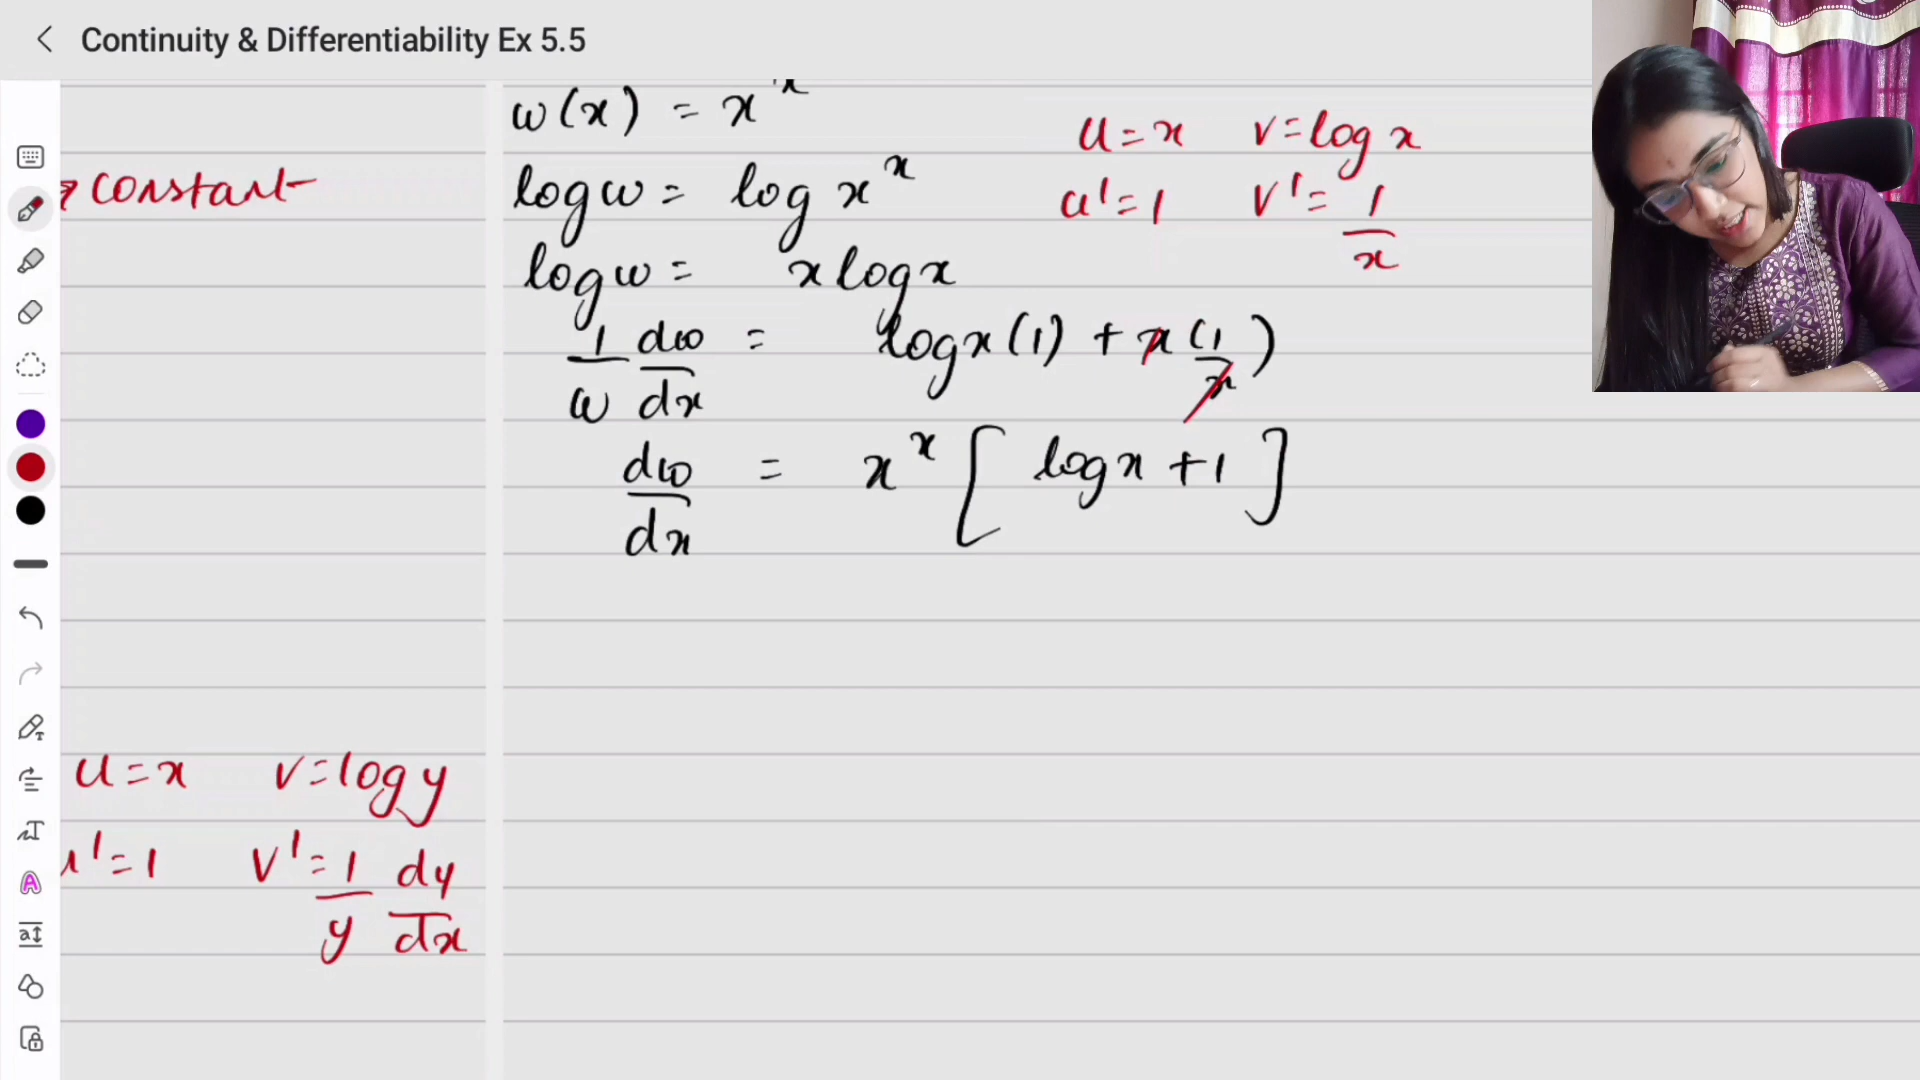 Continuity & Differentiability Ex 5.5
constant
u = x v = log y
u' = 1 v' = 1/y dy/dx
w(x) = x^x
log w = log x^x
log w = x log x
1/w dw/dx = log x (1) + x (1/x)
dw/dx = x^x [ log x + 1 ]
u = x v = log x
u' = 1 v' = 1/x